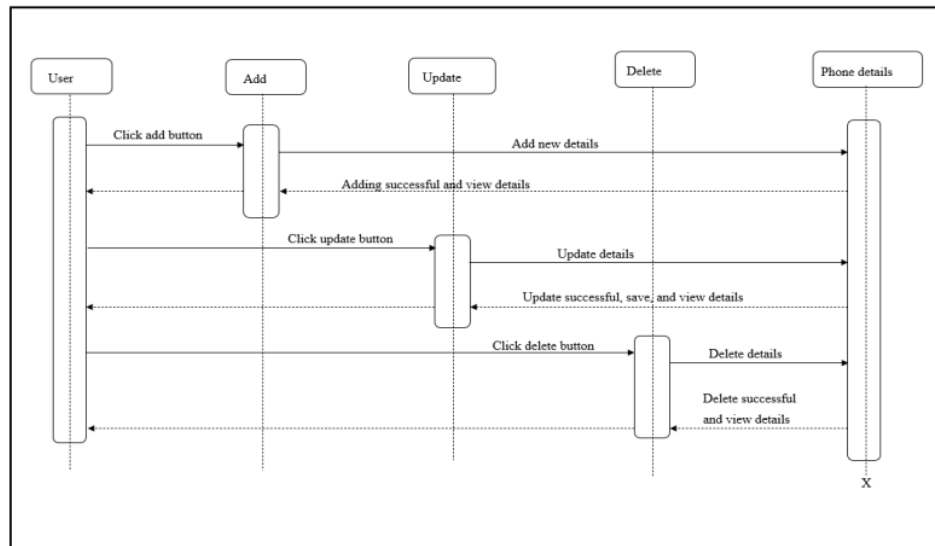 User
Add
Update
Delete
Phone details
Click add button
Add new details
Adding successful and view details
Click update button
Update details
Update successful, save, and view details
Click delete button
Delete details
Delete successful
and view details
X